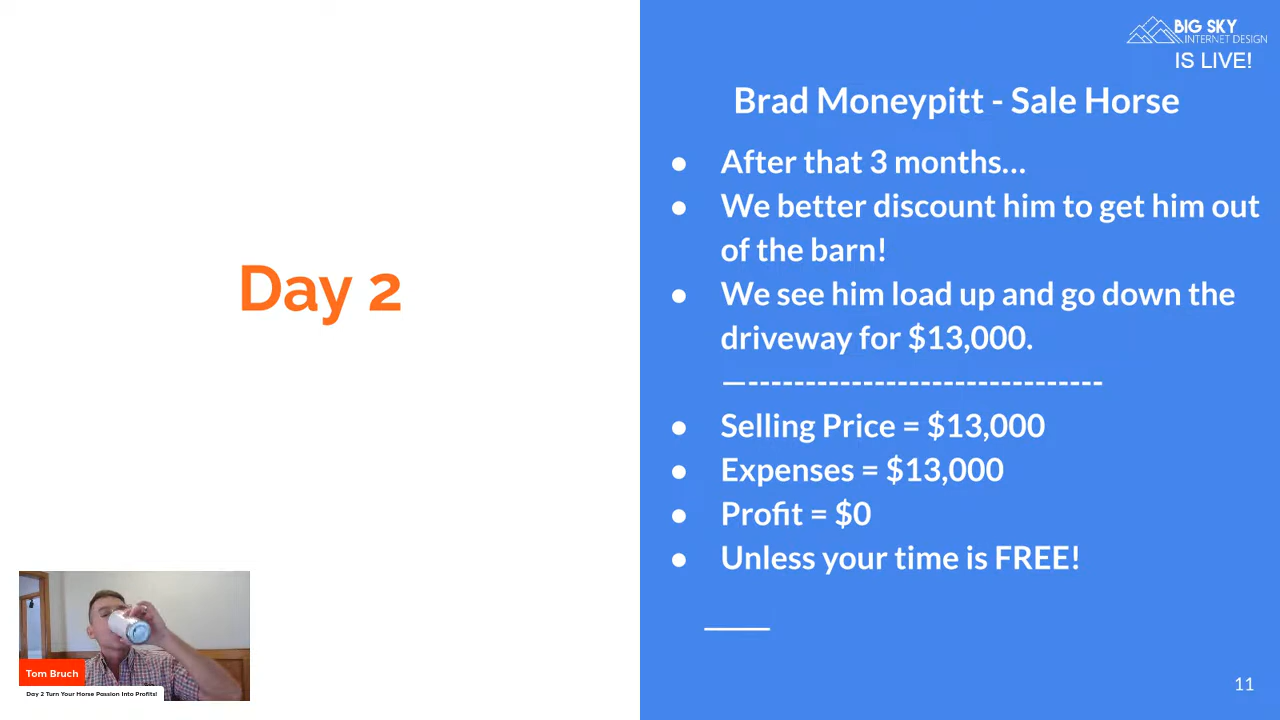 BIG SKY
INTERNET DESIGN
IS LIVE!
Brad Moneypitt - Sale Horse
● After that 3 months...
● We better discount him to get him out
of the barn!
● We see him load up and go down the
driveway for $13,000.
—-------------------------------
● Selling Price = $13,000
● Expenses = $13,000
● Profit = $0
● Unless your time is FREE!
Day 2
Tom Bruch
Day 2 Turn Your Horse Passion Into Profits!
11